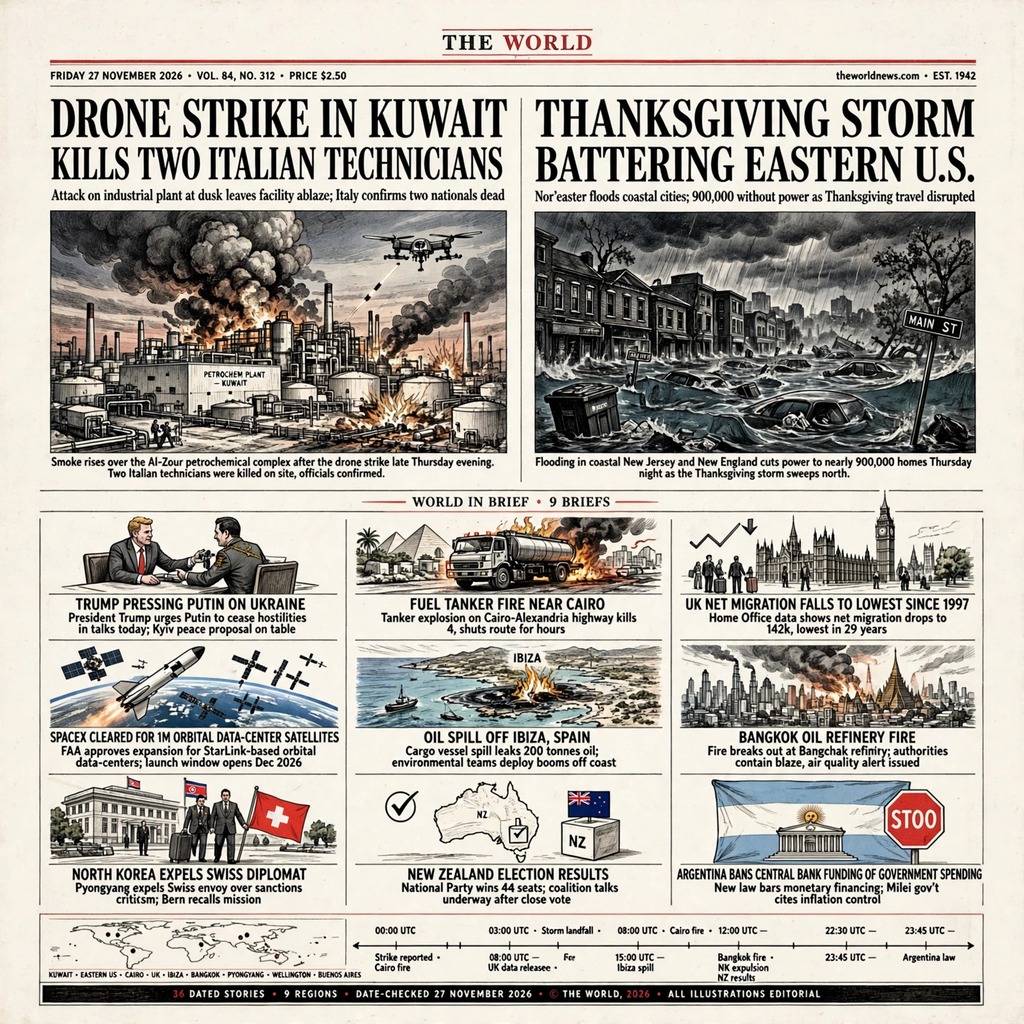 THE WORLD
FRIDAY 27 NOVEMBER 2026 • VOL. 84, NO. 312 • PRICE $2.50
theworldnews.com • EST. 1942
DRONE STRIKE IN KUWAIT
KILLS TWO ITALIAN TECHNICIANS
Attack on industrial plant at dusk leaves facility ablaze; Italy confirms two nationals dead
PETROCHEM PLANT
– KUWAIT
Smoke rises over the Al-Zour petrochemical complex after the drone strike late Thursday evening.
Two Italian technicians were killed on site, officials confirmed.
THANKSGIVING STORM
BATTERING EASTERN U.S.
Nor'easter floods coastal cities; 900,000 without power as Thanksgiving travel disrupted
MAIN ST
Flooding in coastal New Jersey and New England cuts power to nearly 900,000 homes Thursday
night as the Thanksgiving storm sweeps north.
WORLD IN BRIEF • 9 BRIEFS
TRUMP PRESSING PUTIN ON UKRAINE
President Trump urges Putin to cease hostilities
in talks today; Kyiv peace proposal on table
FUEL TANKER FIRE NEAR CAIRO
Tanker explosion on Cairo-Alexandria highway kills
4, shuts route for hours
UK NET MIGRATION FALLS TO LOWEST SINCE 1997
Home Office data shows net migration drops to
142k, lowest in 29 years
SPACEX CLEARED FOR 1M ORBITAL DATA-CENTER SATELLITES
FAA approves expansion for StarLink-based orbital
data-centers; launch window opens Dec 2026
IBIZA
OIL SPILL OFF IBIZA, SPAIN
Cargo vessel spill leaks 200 tonnes oil;
environmental teams deploy booms off coast
BANGKOK OIL REFINERY FIRE
Fire breaks out at Bangchak refinry; authorities
contain blaze, air quality alert issued
NORTH KOREA EXPELS SWISS DIPLOMAT
Pyongyang expels Swiss envoy over sanctions
criticsm; Bern recalls mission
NZ
NZ
NEW ZEALAND ELECTION RESULTS
National Party wins 44 seats; coalition talks
underway after close vote
STOO
ARGENTINA BANS CENTRAL BANK FUNDING OF GOVERNMENT SPENDING
New law bars monetary financing; Milei gov't
cites inflation control
KUWAIT • EASTERN US • CAIRO • UK • IBIZA • BANGKOK • PYONGYANG • WELLINGTON • BUENOS AIRES
00:00 UTC
03:00 UTC • Storm landfall •
08:00 UTC • Cairo fire • 12:00 UTC —
22:30 UTC —
23:45 UTC —
Strike reported •
Cairo fire
08:00 UTC —
UK data releasee •
Fer
15:00 UTC —
Ibiza spill
Bangkok fire •
NK expulsion
NZ results
23:45 UTC —
Argentina law
36 DATED STORIES • 9 REGIONS • DATE-CHECKED 27 NOVEMBER 2026 • © THE WORLD, 2026 • ALL ILLUSTRATIONS EDITORIAL